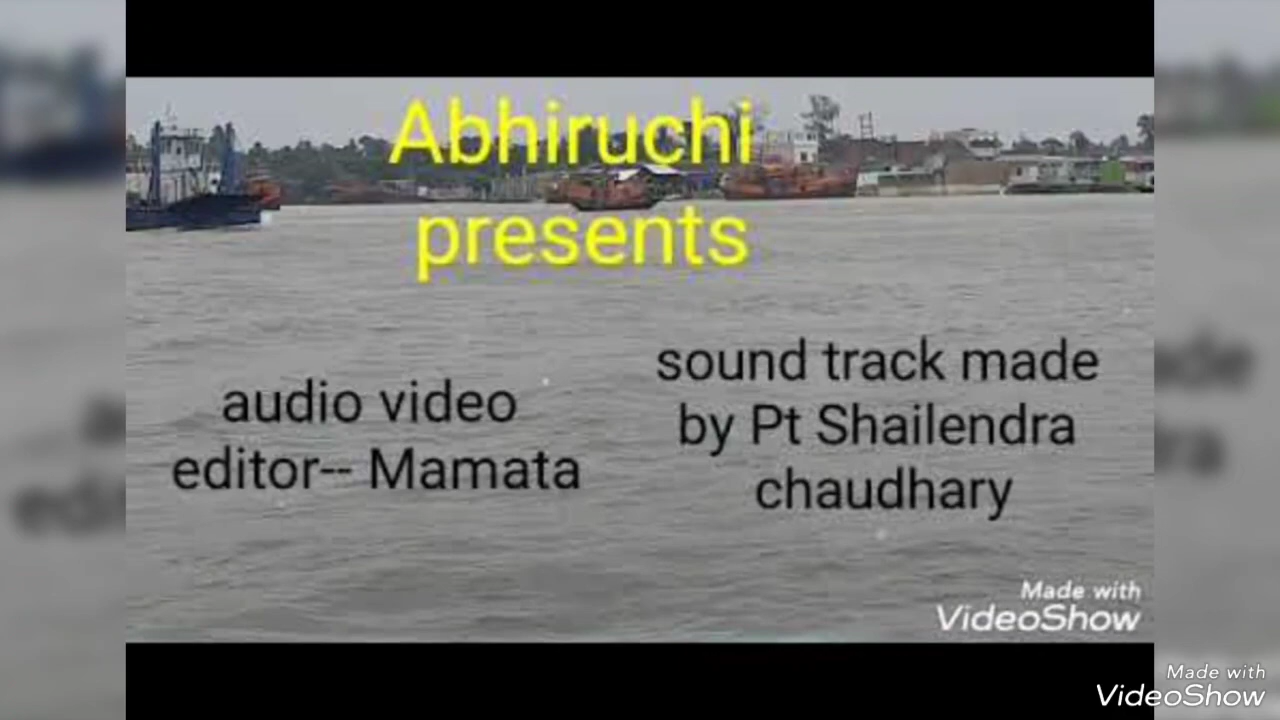 Abhiruchi
presents
audio video
editor-- Mamata
sound track made
by Pt Shailendra
chaudhary
Made with
VideoShow
Made with
VideoShow